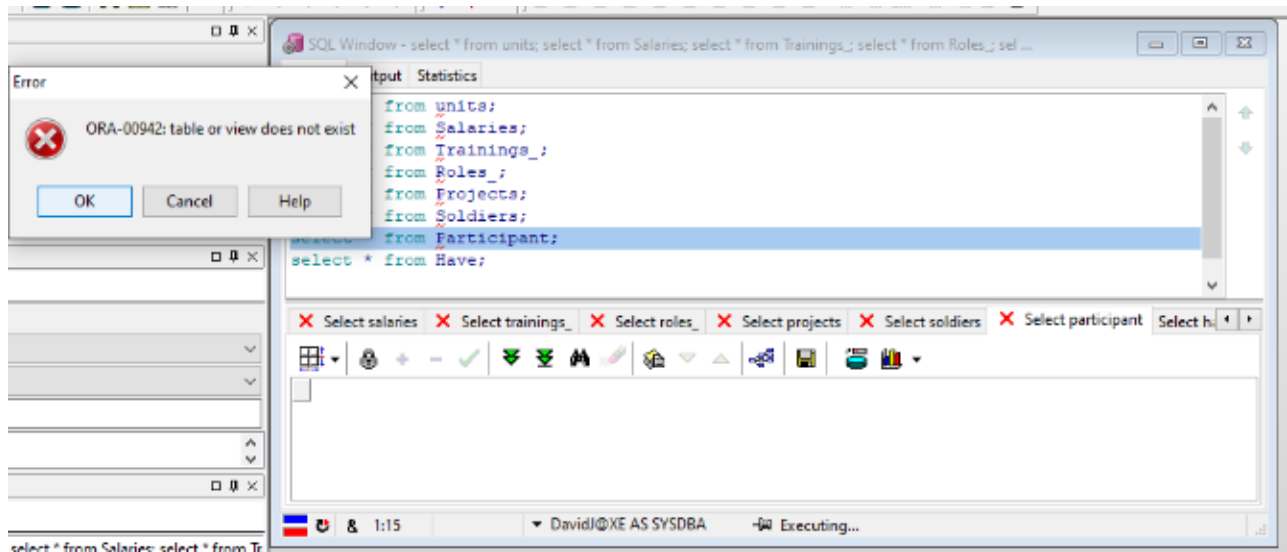 SQL Window - select * from units; select * from Salaries; select * from Trainings_; select * from Roles_; sel ...
Error
tput Statistics
ORA-00942: table or view does not exist
OK Cancel Help
from units;
from Salaries;
from Trainings_;
from Roles_;
from Projects;
from Soldiers;
select * from Participant;
select * from Have;
Select salaries Select trainings_ Select roles_ Select projects Select soldiers Select participant Select h
& 1:15 DavidJ@XE AS SYSDBA Executing...
select * from Salaries; select * from Tr